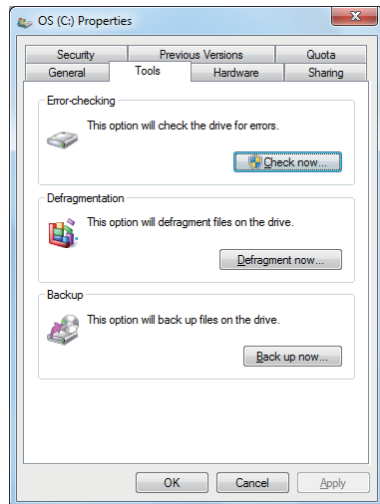 OS (C:) Properties
Security Previous Versions Quota
General Tools Hardware Sharing
Error-checking
This option will check the drive for errors.
Check now...
Defragmentation
This option will defragment files on the drive.
Defragment now...
Backup
This option will back up files on the drive.
Back up now...
OK Cancel Apply